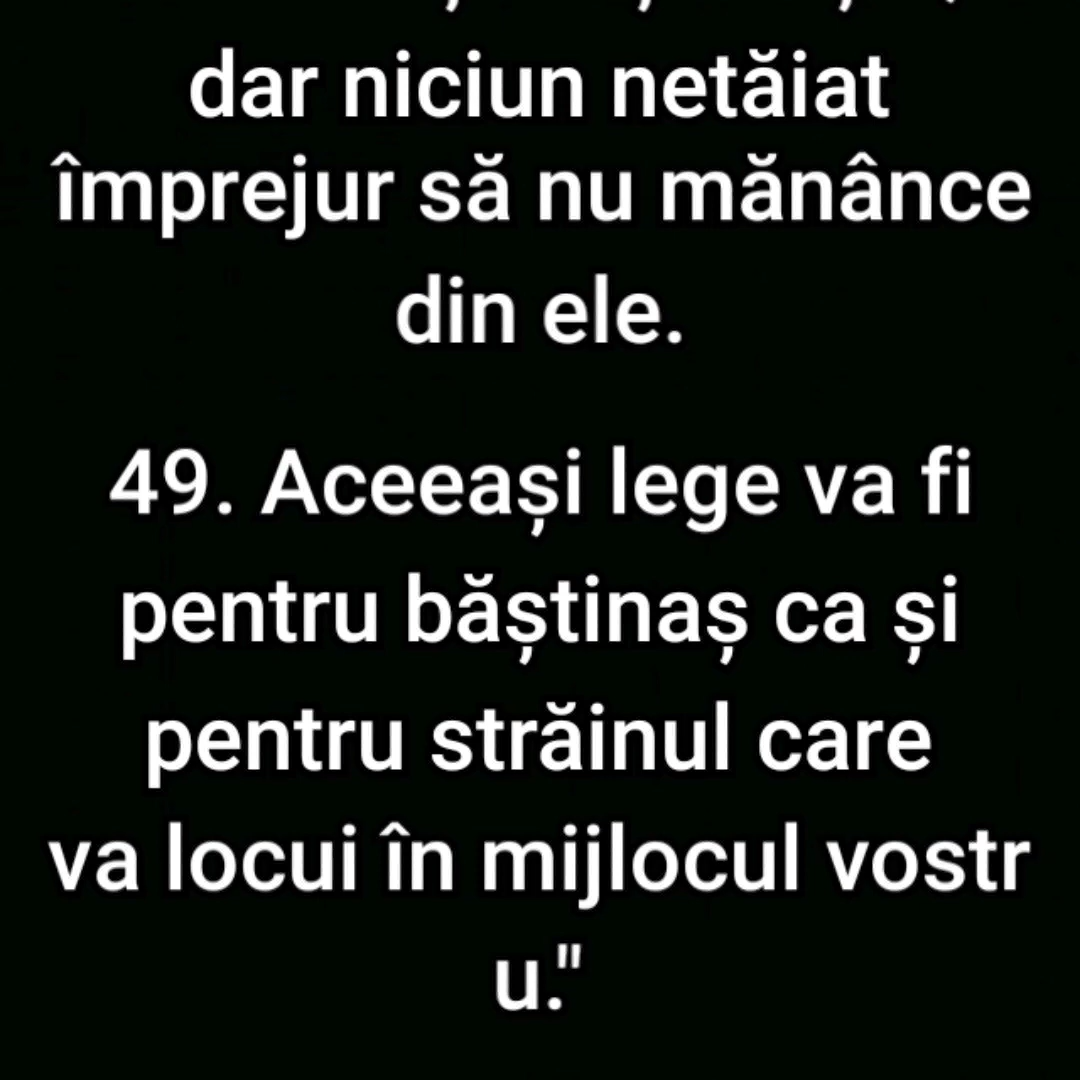 dar niciun netăiat
împrejur să nu mănânce
din ele.
49. Aceeași lege va fi
pentru băștinaș ca și
pentru străinul care
va locui în mijlocul vostr
u."